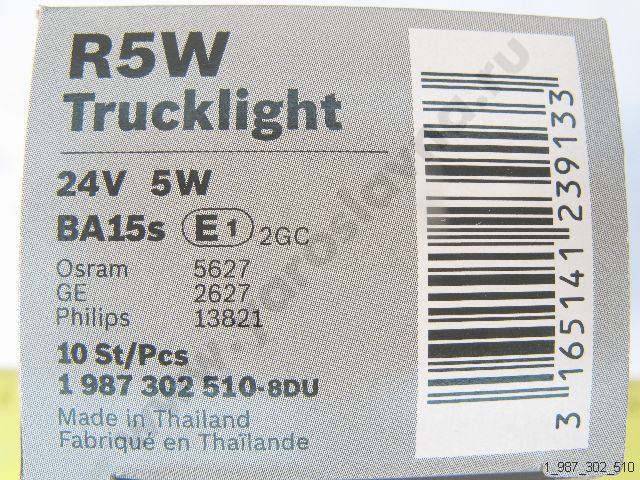 R5W
Trucklight
24V 5W
BA15s E1 2GC
Osram 5627
GE 2627
Philips 13821
10 St/Pcs
1 987 302 510-8DU
Made in Thailand
Fabriqué en Thaïlande
3 165141 239133
1_987_302_510